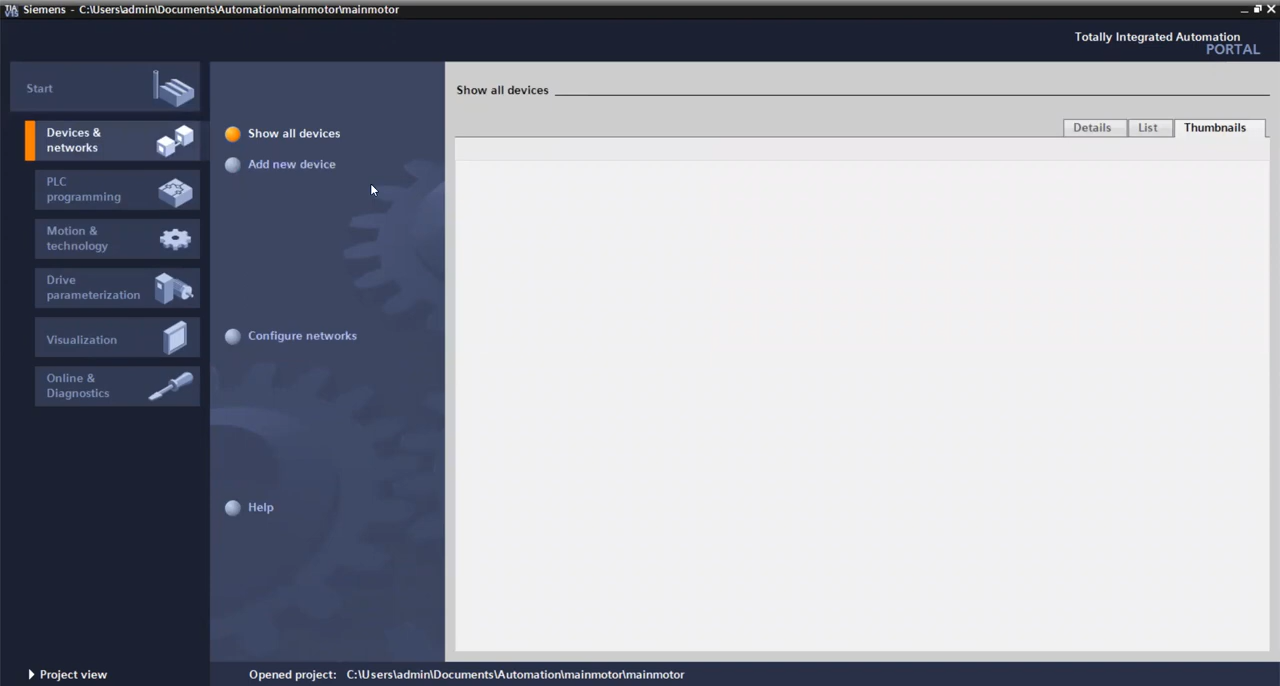 TIA
V15
Siemens - C:\Users\admin\Documents\Automation\mainmotor\mainmotor
Totally Integrated Automation
PORTAL
Start
Devices &
networks
PLC
programming
Motion &
technology
Drive
parameterization
Visualization
Online &
Diagnostics
Show all devices
Add new device
Configure networks
Help
Show all devices
Details
List
Thumbnails
Project view
Opened project: C:\Users\admin\Documents\Automation\mainmotor\mainmotor